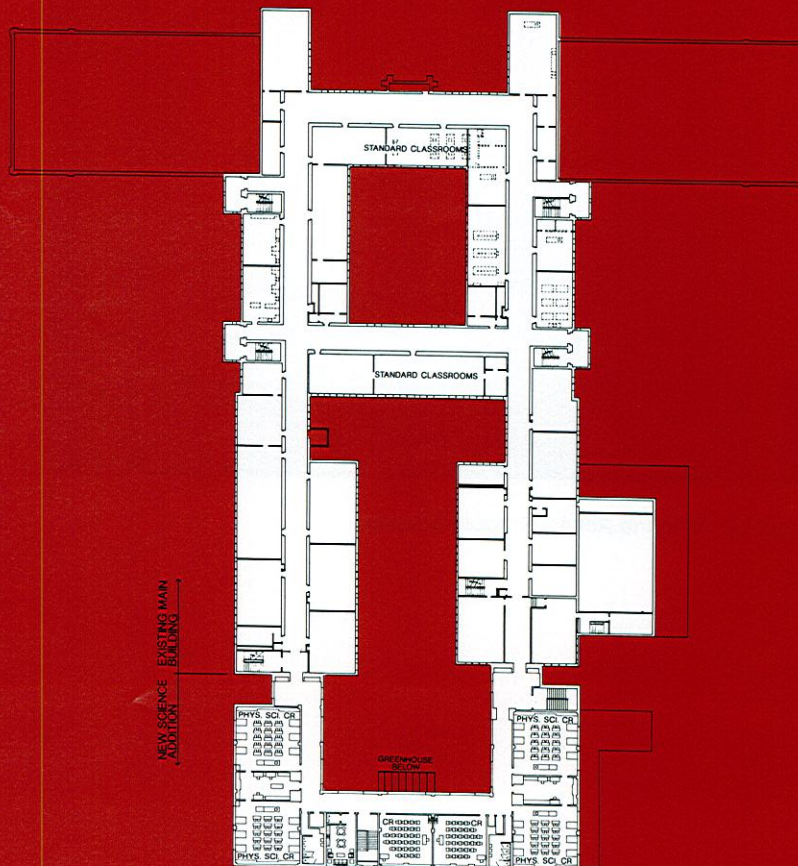 STANDARD CLASSROOMS
STANDARD CLASSROOMS
EXISTING MAIN
BUILDING
NEW SCIENCE
ADDITION
PHYS. SCI. CR
PHYS. SCI. CR
GREENHOUSE
BELOW
CR
CR
PHYS. SCI. CR
PHYS. SCI. CR